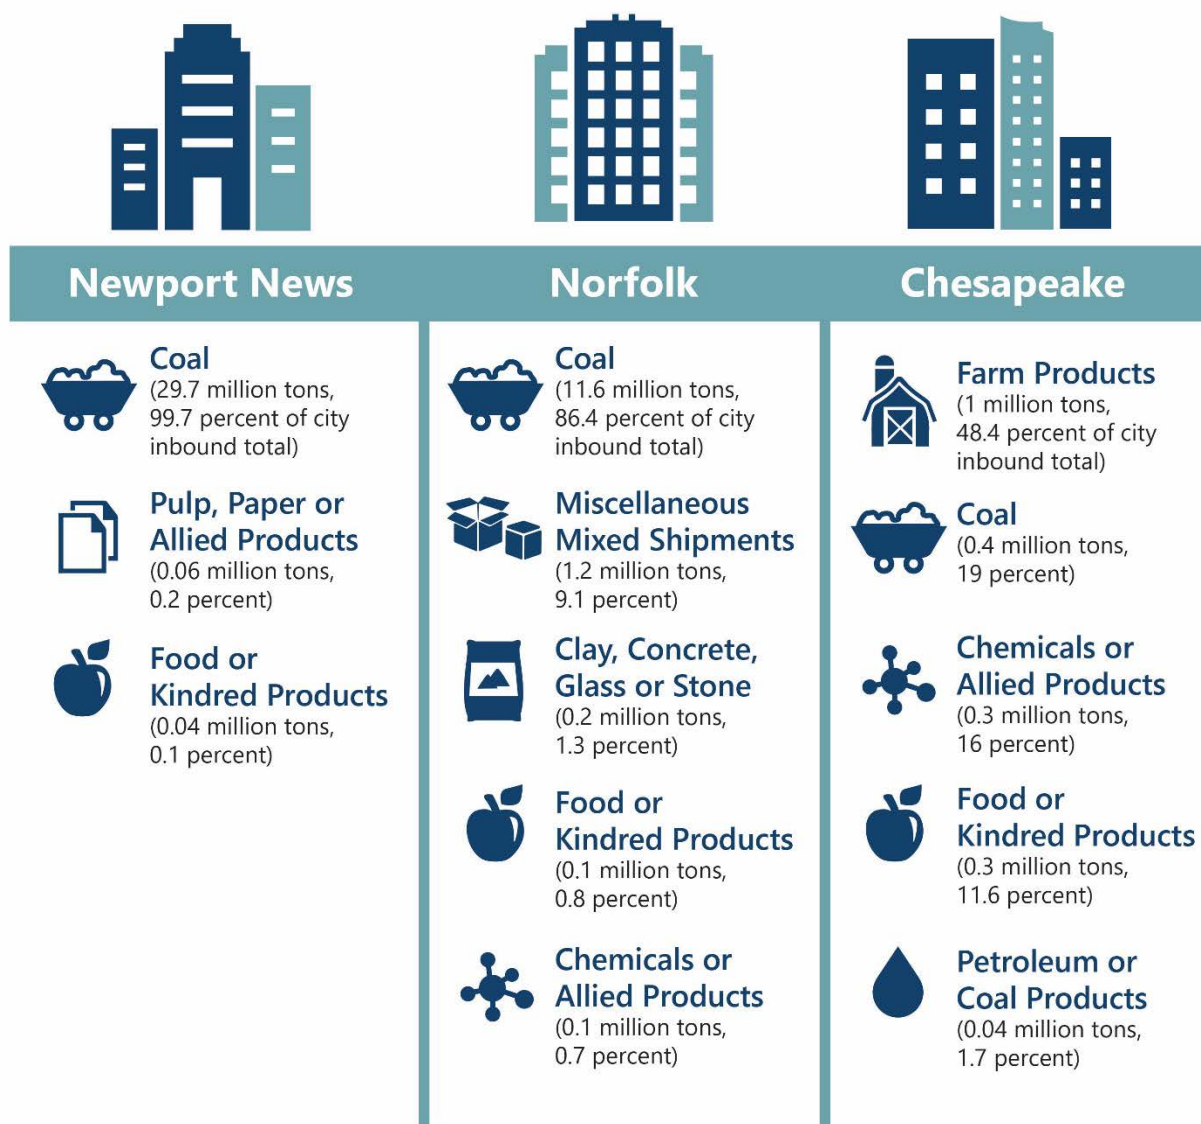 Newport News
Coal
(29.7 million tons,
99.7 percent of city
inbound total)
Pulp, Paper or
Allied Products
(0.06 million tons,
0.2 percent)
Food or
Kindred Products
(0.04 million tons,
0.1 percent)
Norfolk
Coal
(11.6 million tons,
86.4 percent of city
inbound total)
Miscellaneous
Mixed Shipments
(1.2 million tons,
9.1 percent)
Clay, Concrete,
Glass or Stone
(0.2 million tons,
1.3 percent)
Food or
Kindred Products
(0.1 million tons,
0.8 percent)
Chemicals or
Allied Products
(0.1 million tons,
0.7 percent)
Chesapeake
Farm Products
(1 million tons,
48.4 percent of city
inbound total)
Coal
(0.4 million tons,
19 percent)
Chemicals or
Allied Products
(0.3 million tons,
16 percent)
Food or
Kindred Products
(0.3 million tons,
11.6 percent)
Petroleum or
Coal Products
(0.04 million tons,
1.7 percent)